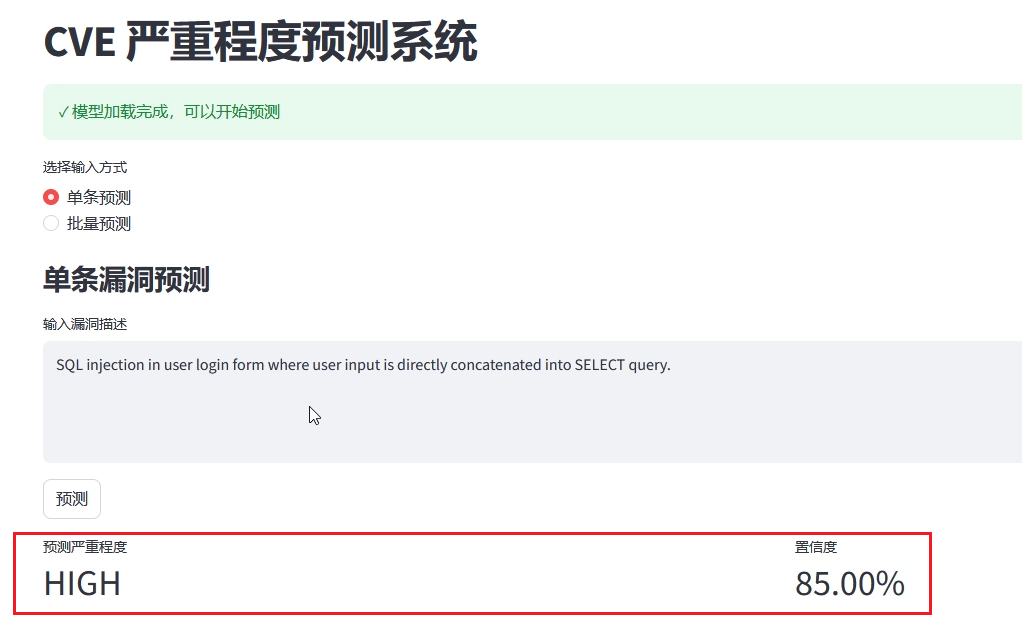 CVE 严重程度预测系统
✓模型加载完成，可以开始预测
选择输入方式
单条预测
批量预测
单条漏洞预测
输入漏洞描述
SQL injection in user login form where user input is directly concatenated into SELECT query.
预测
预测严重程度 置信度
HIGH 85.00%